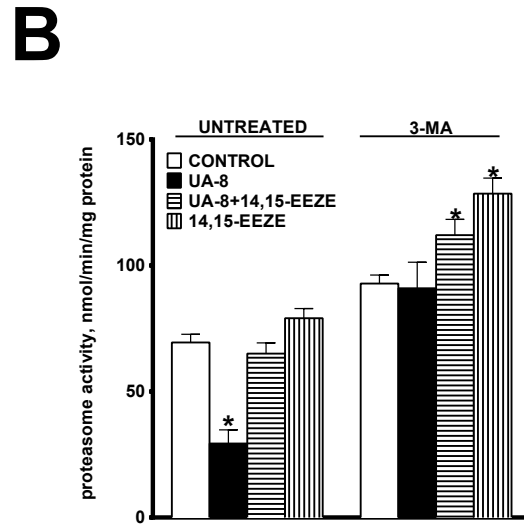 B
UNTREATED
3-MA
150
CONTROL
UA-8
UA-8+14,15-EEZE
14,15-EEZE
*
*
100
50
*
0
proteasome activity, nmol/min/mg protein